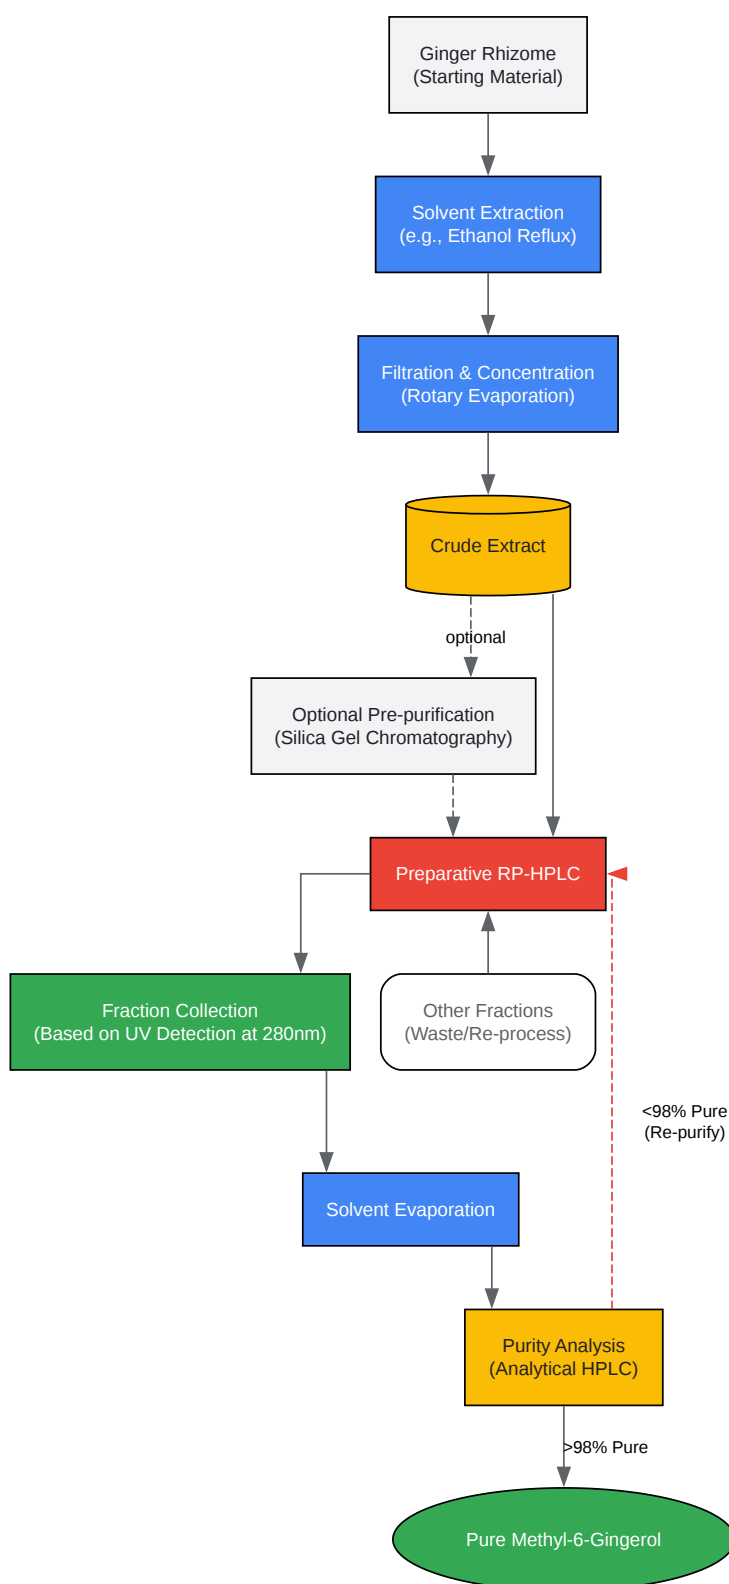 Ginger Rhizome
(Starting Material)
Solvent Extraction
(e.g., Ethanol Reflux)
Filtration & Concentration
(Rotary Evaporation)
Crude Extract
optional
Optional Pre-purification
(Silica Gel Chromatography)
Preparative RP-HPLC
Fraction Collection
(Based on UV Detection at 280nm)
Other Fractions
(Waste/Re-process)
<98% Pure
(Re-purify)
Solvent Evaporation
Purity Analysis
(Analytical HPLC)
>98% Pure
Pure Methyl-6-Gingerol